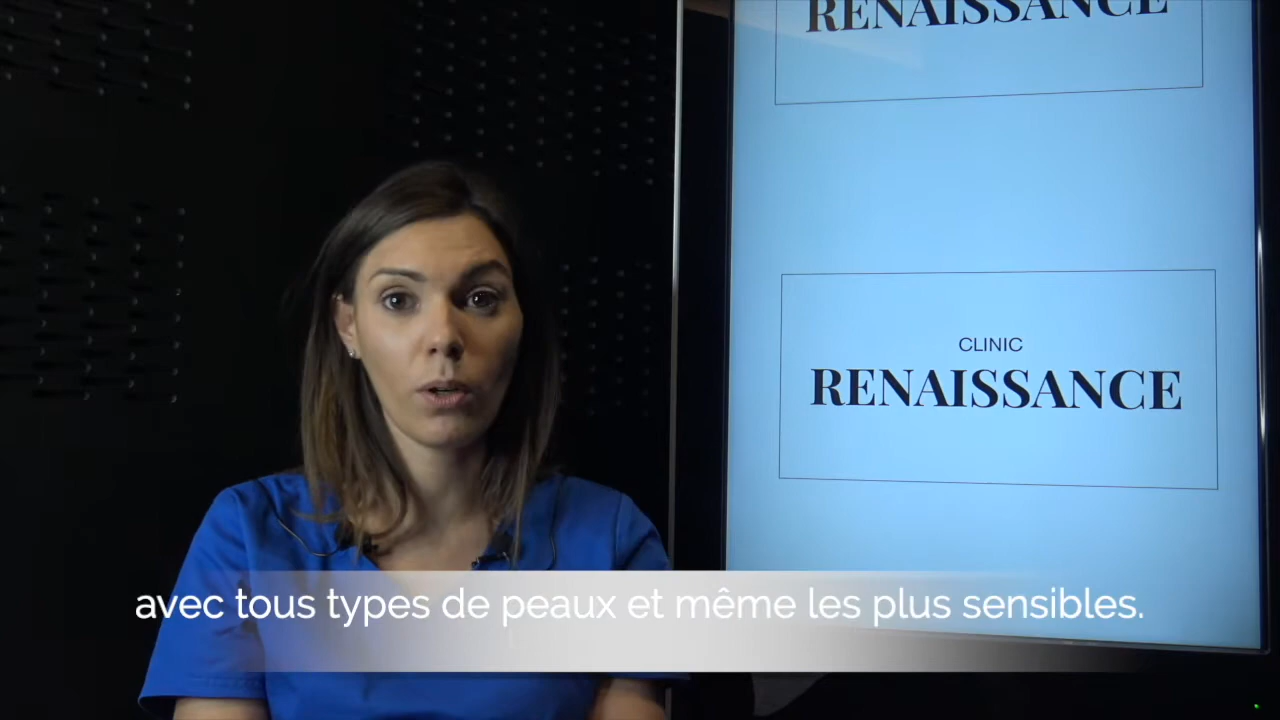 RENAISSANCE
CLINIC
RENAISSANCE
avec tous types de peaux et même les plus sensibles.